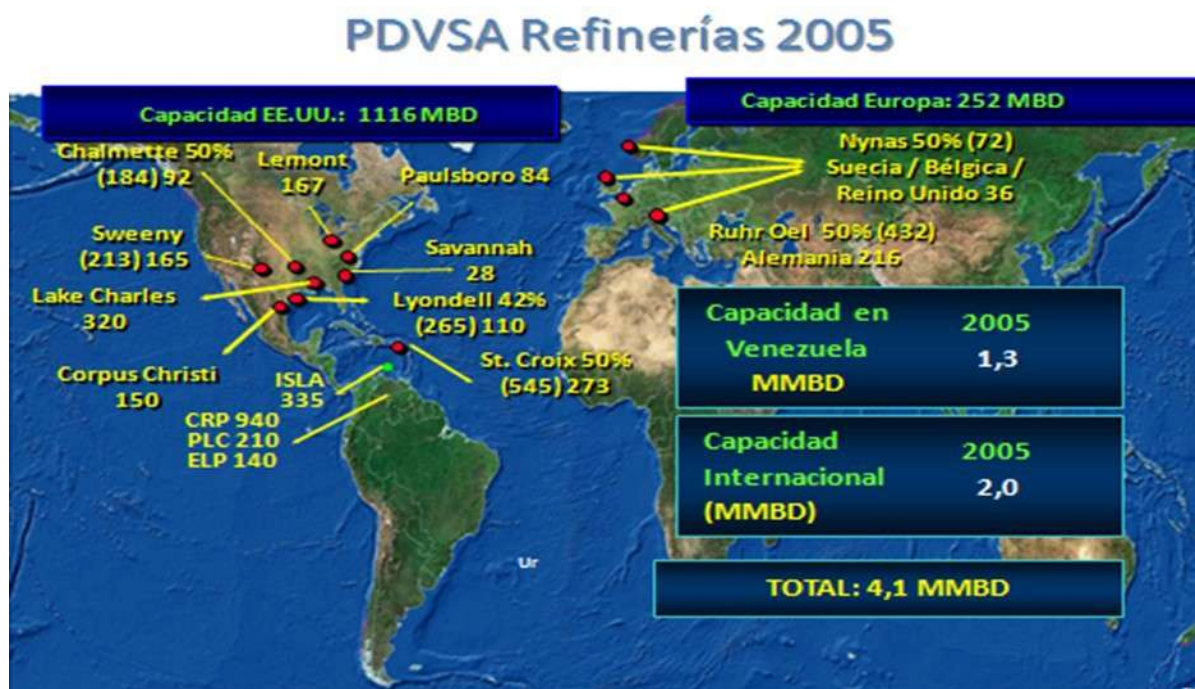 PDVSA Refinerías 2005
Capacidad EE.UU.: 1116 MBD
Capacidad Europa: 252 MBD
Chalmette 50%
(184) 92
Lemont
167
Paulsboro 84
Nynas 50% (72)
Suecia / Bélgica /
Reino Unido 36
Sweeny
(213) 165
Savannah
28
Ruhr Oel 50% (432)
Alemania 216
Lake Charles
320
Lyondell 42%
(265) 110
Corpus Christi
150
ISLA
335
St. Croix 50%
(545) 273
CRP 940
PLC 210
ELP 140
Capacidad en
Venezuela
MMBD
2005
1,3
Capacidad
Internacional
(MMBD)
2005
2,0
Ur
TOTAL: 4,1 MMBD